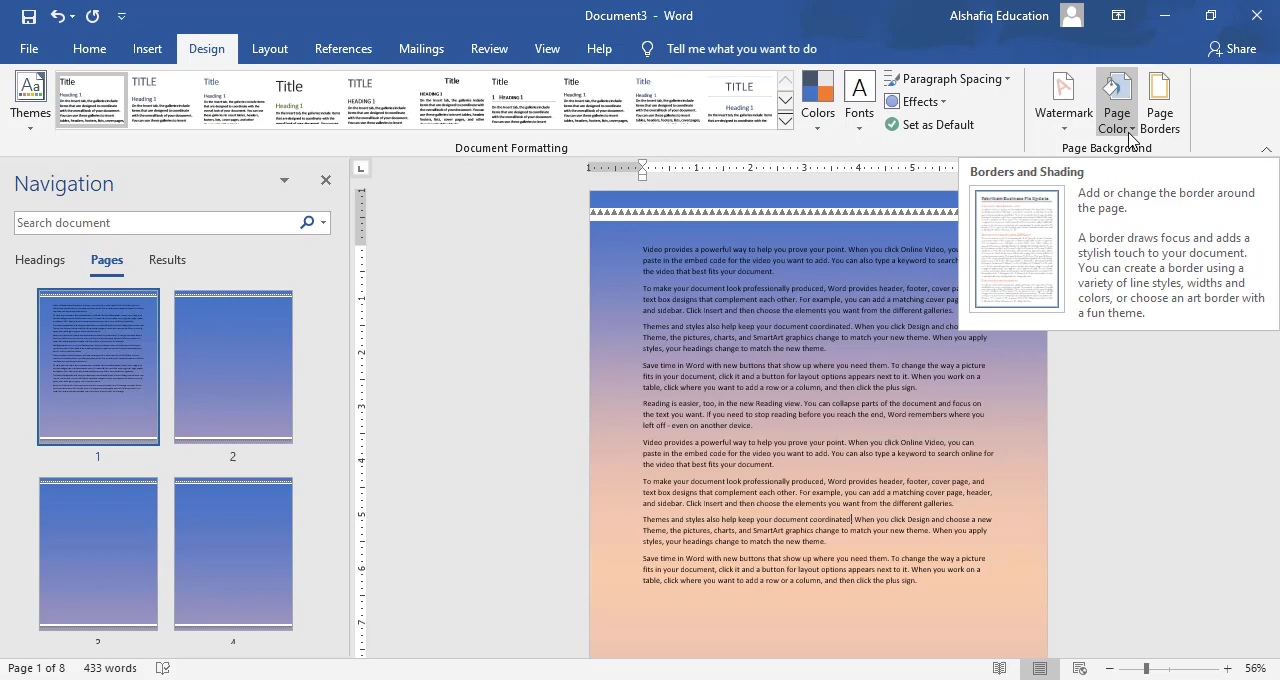 Document3 - Word
Alshafiq Education
File Home Insert Design Layout References Mailings Review View Help Tell me what you want to do Share
Themes
Title
Heading 1
TITLE
Heading 1
Title
Heading 1
Title
Heading 1
TITLE
HEADING 1
Title
HEADING 1
Title
1 HEADING 1
Title
Heading 1
Title
Heading 1
TITLE
Heading 1
Colors
Fonts
Paragraph Spacing
Effects
Set as Default
Watermark
Page
Color
Page
Borders
Document Formatting
Page Background
Navigation
Search document
Headings Pages Results
1
2
3
4
Borders and Shading
Add or change the border around
the page.
A border draws attention and adds a
stylish touch to your document.
You can create a border using a
variety of line styles, widths and
colors, or choose an art border with
a fun theme.
Video provides a powerful way to help you prove your point. When you click Online Video, you
paste in the embed code for the video you want to add. You can also type a keyword to search
the video that best fits your document.
To make your document look professionally produced, Word provides header, footer, cover
text box designs that complement each other. For example, you can add a matching cover page,
and sidebar. Click Insert and then choose the elements you want from the different galleries.
Themes and styles also help keep your document coordinated. When you click Design and choose
Theme, the pictures, charts, and SmartArt graphics change to match your new theme. When you apply
styles, your headings change to match the new theme.
Save time in Word with new buttons that show up where you need them. To change the way a picture
fits in your document, click it and a button for layout options appears next to it. When you work on a
table, click where you want to add a row or a column, and then click the plus sign.
Reading is easier, too, in the new Reading view. You can collapse parts of the document and focus on
the text you want. If you need to stop reading before you reach the end, Word remembers where you
left off - even on another device.
Video provides a powerful way to help you prove your point. When you click Online Video, you can
paste in the embed code for the video you want to add. You can also type a keyword to search online for
the video that best fits your document.
To make your document look professionally produced, Word provides header, footer, cover page, and
text box designs that complement each other. For example, you can add a matching cover page, header,
and sidebar. Click Insert and then choose the elements you want from the different galleries.
Themes and styles also help keep your document coordinated. When you click Design and choose a new
Theme, the pictures, charts, and SmartArt graphics change to match your new theme. When you apply
styles, your headings change to match the new theme.
Save time in Word with new buttons that show up where you need them. To change the way a picture
fits in your document, click it and a button for layout options appears next to it. When you work on a
table, click where you want to add a row or a column, and then click the plus sign.
Page 1 of 8 433 words
56%